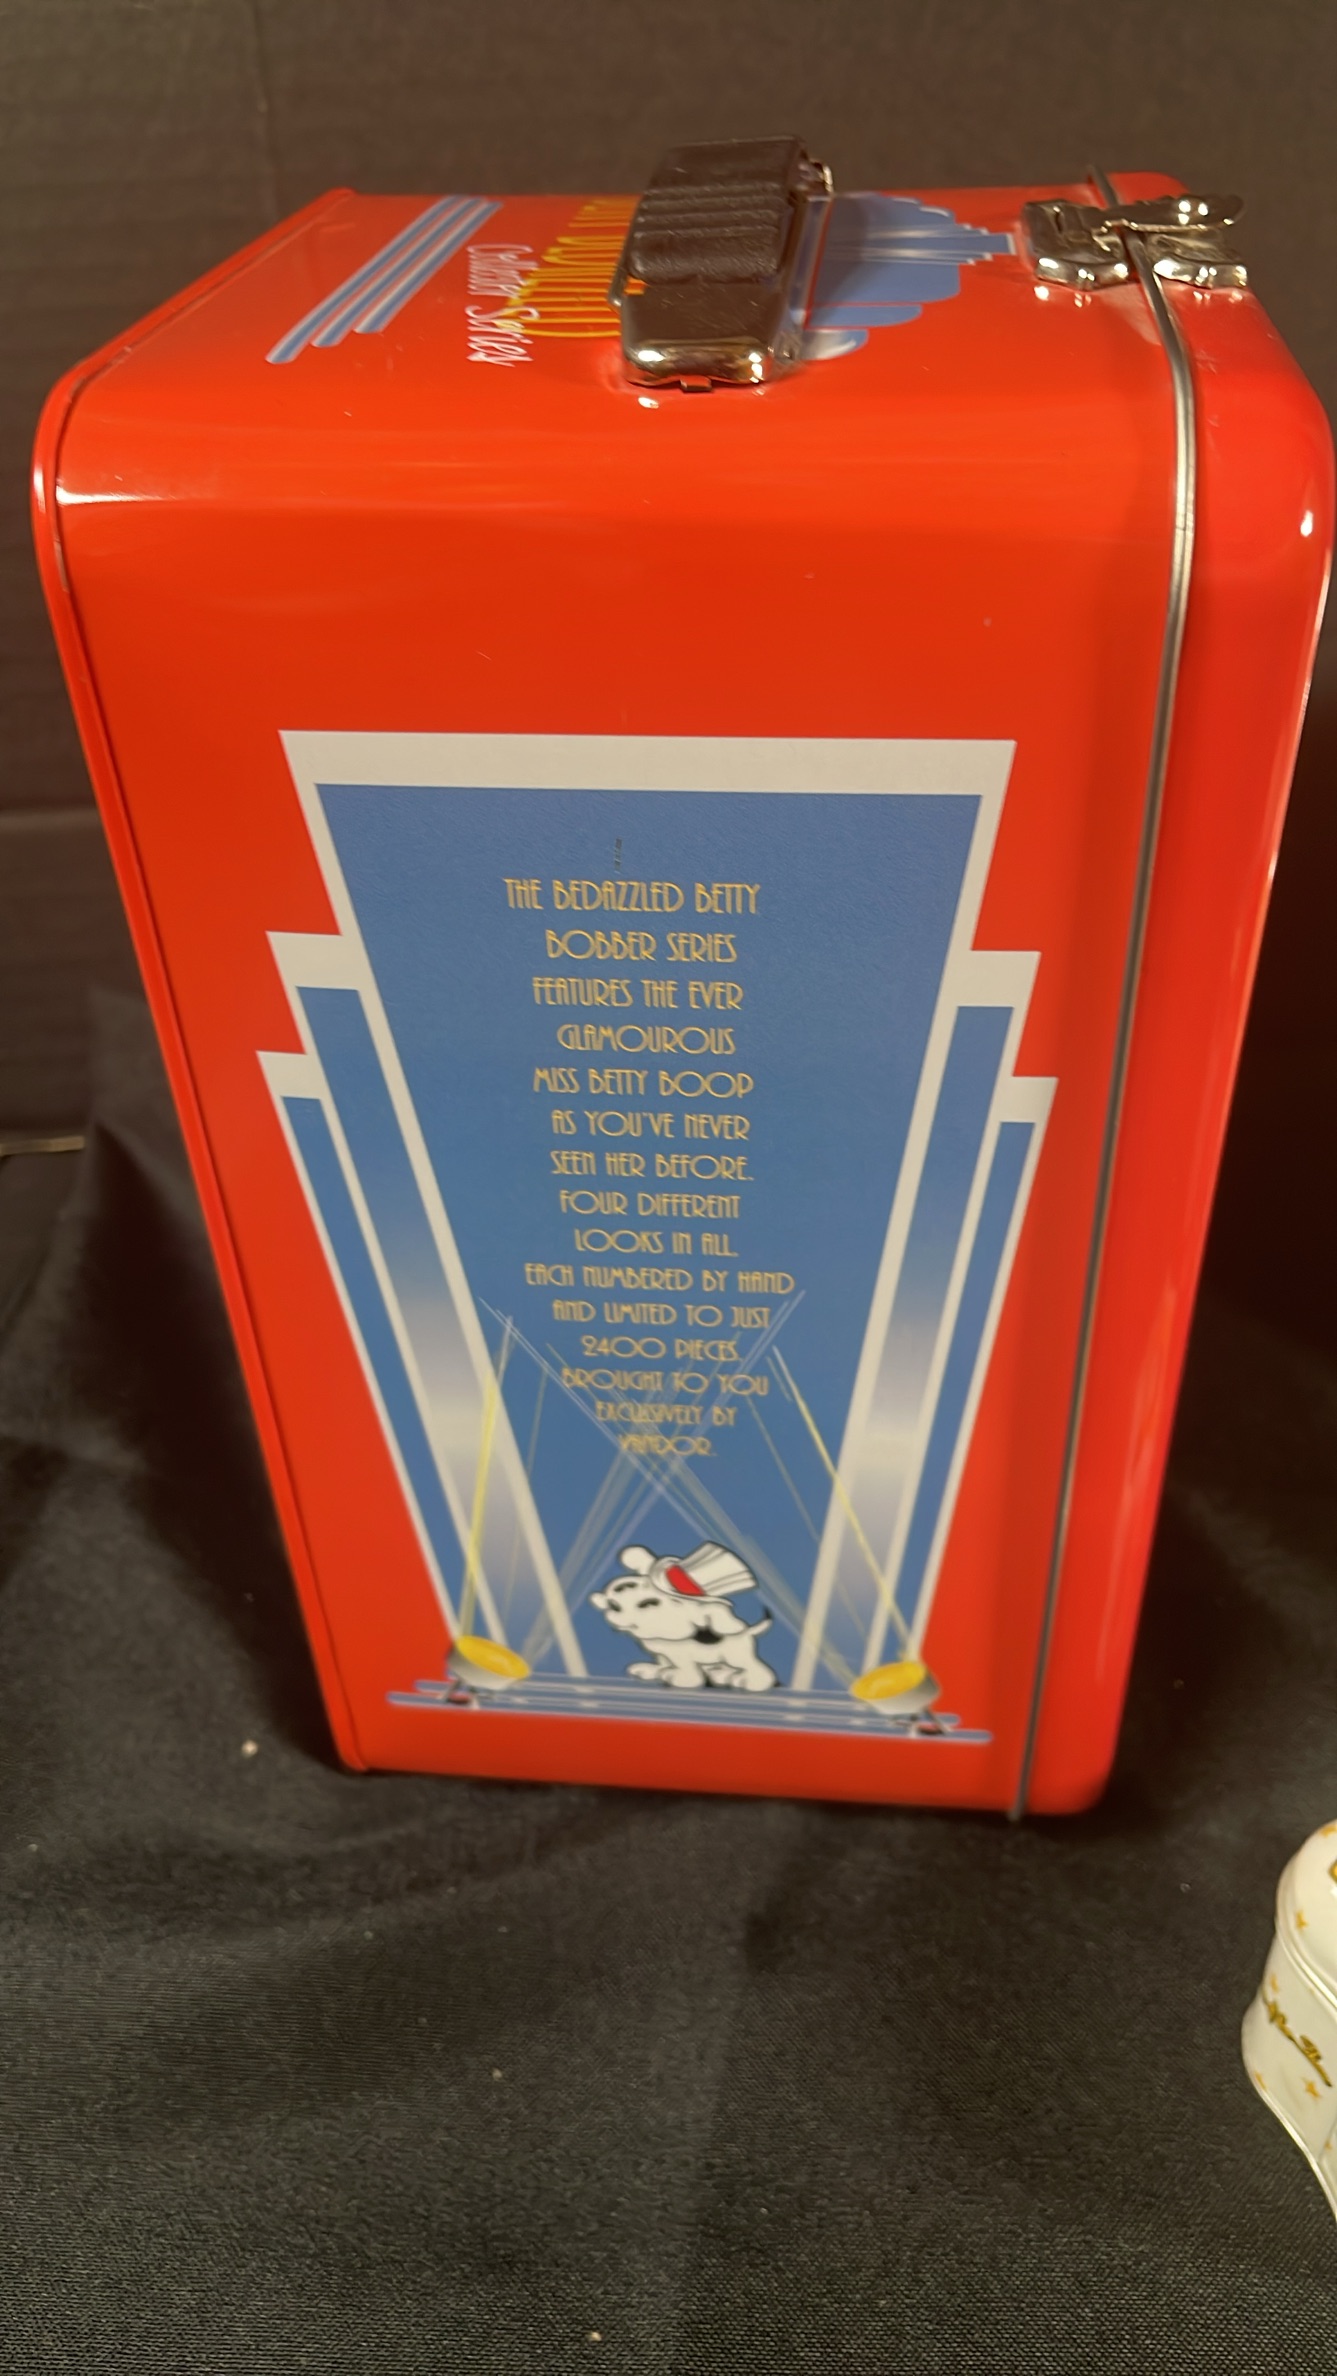 Gallery Series
THE BEDAZZLED BETTY
BOBBER SERIES
FEATURES THE EVER
GLAMOUROUS
MISS BETTY BOOP
AS YOU'VE NEVER
SEEN HER BEFORE.
FOUR DIFFERENT
LOOKS IN ALL.
EACH NUMBERED BY HAND
AND LIMITED TO JUST
2400 PIECES.
BROUGHT TO YOU
EXCLUSIVELY BY
VANDOR.